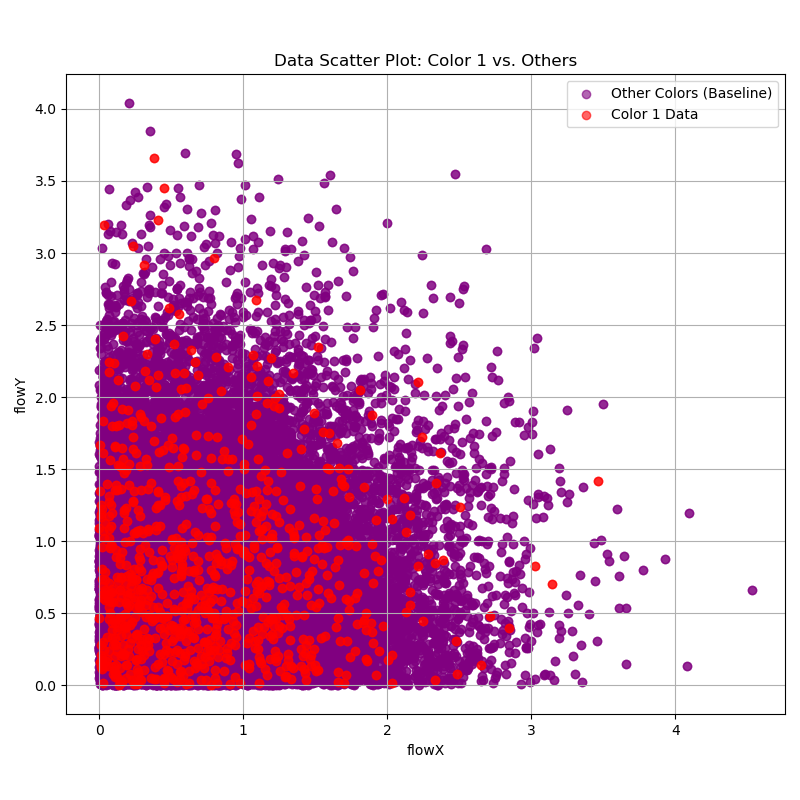 Data Scatter Plot: Color 1 vs. Others
Other Colors (Baseline)
Color 1 Data
flowY
4.0
3.5
3.0
2.5
2.0
1.5
1.0
0.5
0.0
0 1 2 3 4
flowX